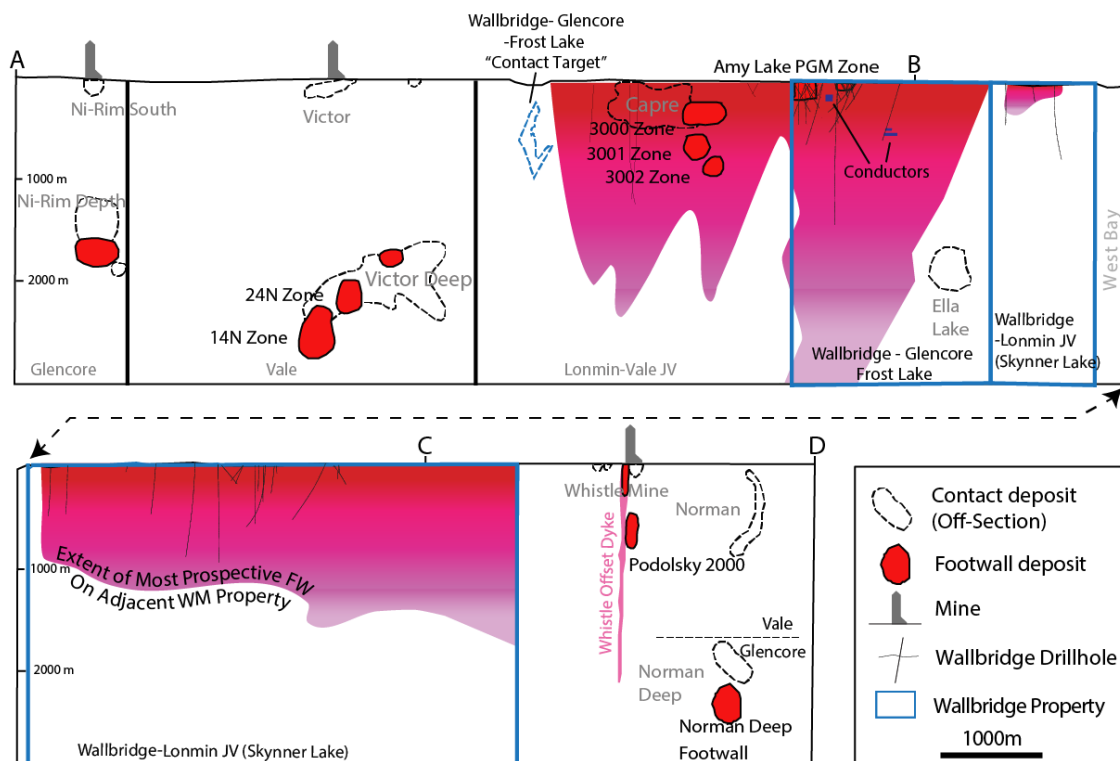 Wallbridge- Glencore
-Frost Lake
"Contact Target"
A
Amy Lake PGM Zone
B
Ni-Rim South
Victor
Capre
3000 Zone
3001 Zone
3002 Zone
Conductors
1000 m
Ni-Rim Depth
2000 m
Victor Deep
24N Zone
14N Zone
Ella
Lake
West Bay
Wallbridge
-Lonmin JV
(Skynner Lake)
Glencore
Vale
Lonmin-Vale JV
Wallbridge - Glencore
Frost Lake
C
D
Whistle Mine
Norman
Podolsky 2000
Whistle Offset Dyke
1000 m
Extent of Most Prospective FW
On Adjacent WM Property
Vale
Glencore
2000 m
Norman
Deep
Norman Deep
Footwall
Wallbridge-Lonmin JV (Skynner Lake)
Contact deposit
(Off-Section)
Footwall deposit
Mine
Wallbridge Drillhole
Wallbridge Property
1000m